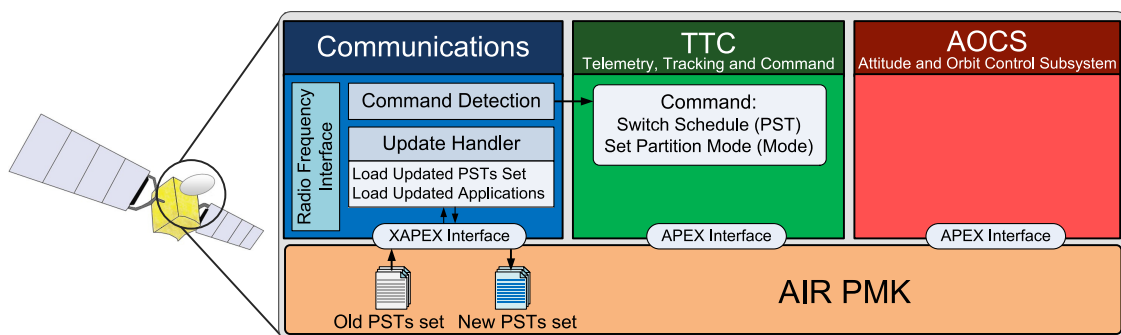 Communications
Radio Frequency
Interface
Command Detection
Update Handler
Load Updated PSTs Set
Load Updated Applications
XAPEX Interface
TTC
Telemetry, Tracking and Command
Command:
Switch Schedule (PST)
Set Partition Mode (Mode)
APEX Interface
AOCS
Attitude and Orbit Control Subsystem
APEX Interface
Old PSTs set
New PSTs set
AIR PMK